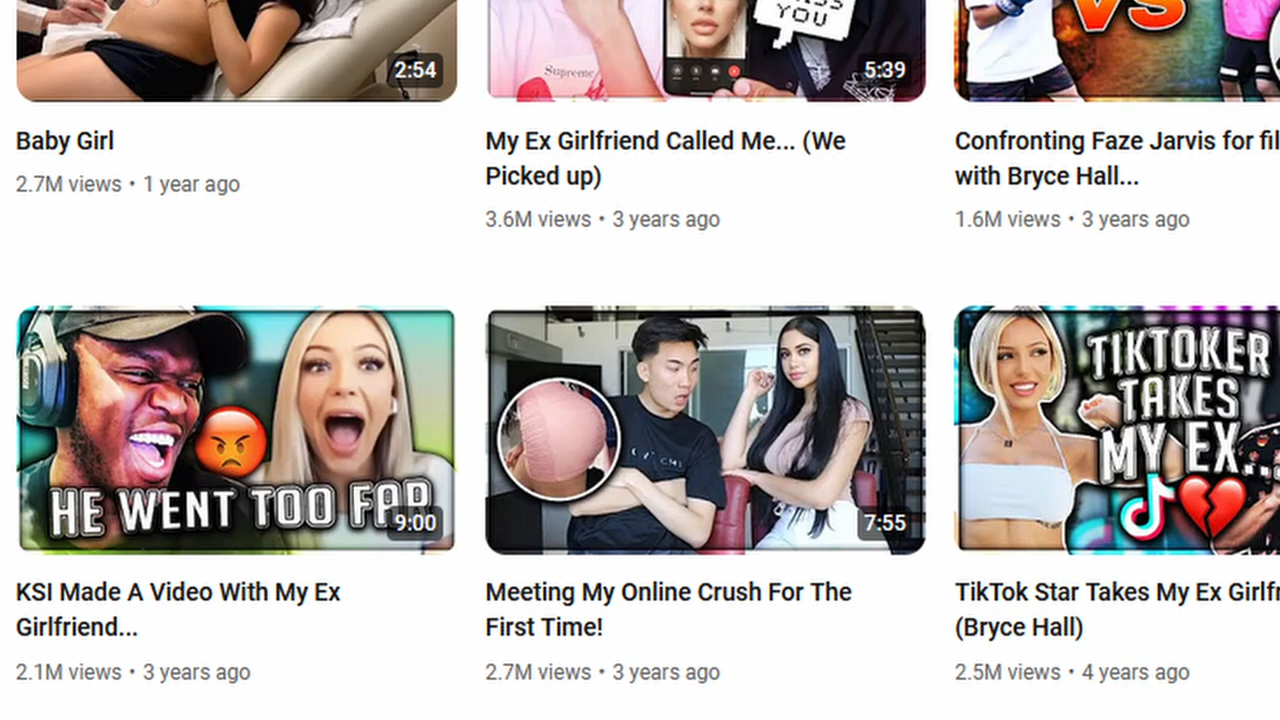 YOU
VS
Supreme
2:54
5:39
Baby Girl
2.7M views • 1 year ago
My Ex Girlfriend Called Me... (We
Picked up)
3.6M views • 3 years ago
Confronting Faze Jarvis for
with Bryce Hall...
1.6M views • 3 years ago
HE WENT TOO FAR
9:00
7:55
TIKTOKER
TAKES
MY EX...
KSI Made A Video With My Ex
Girlfriend...
2.1M views • 3 years ago
Meeting My Online Crush For The
First Time!
2.7M views • 3 years ago
TikTok Star Takes My Ex
(Bryce Hall)
2.5M views • 4 years ago